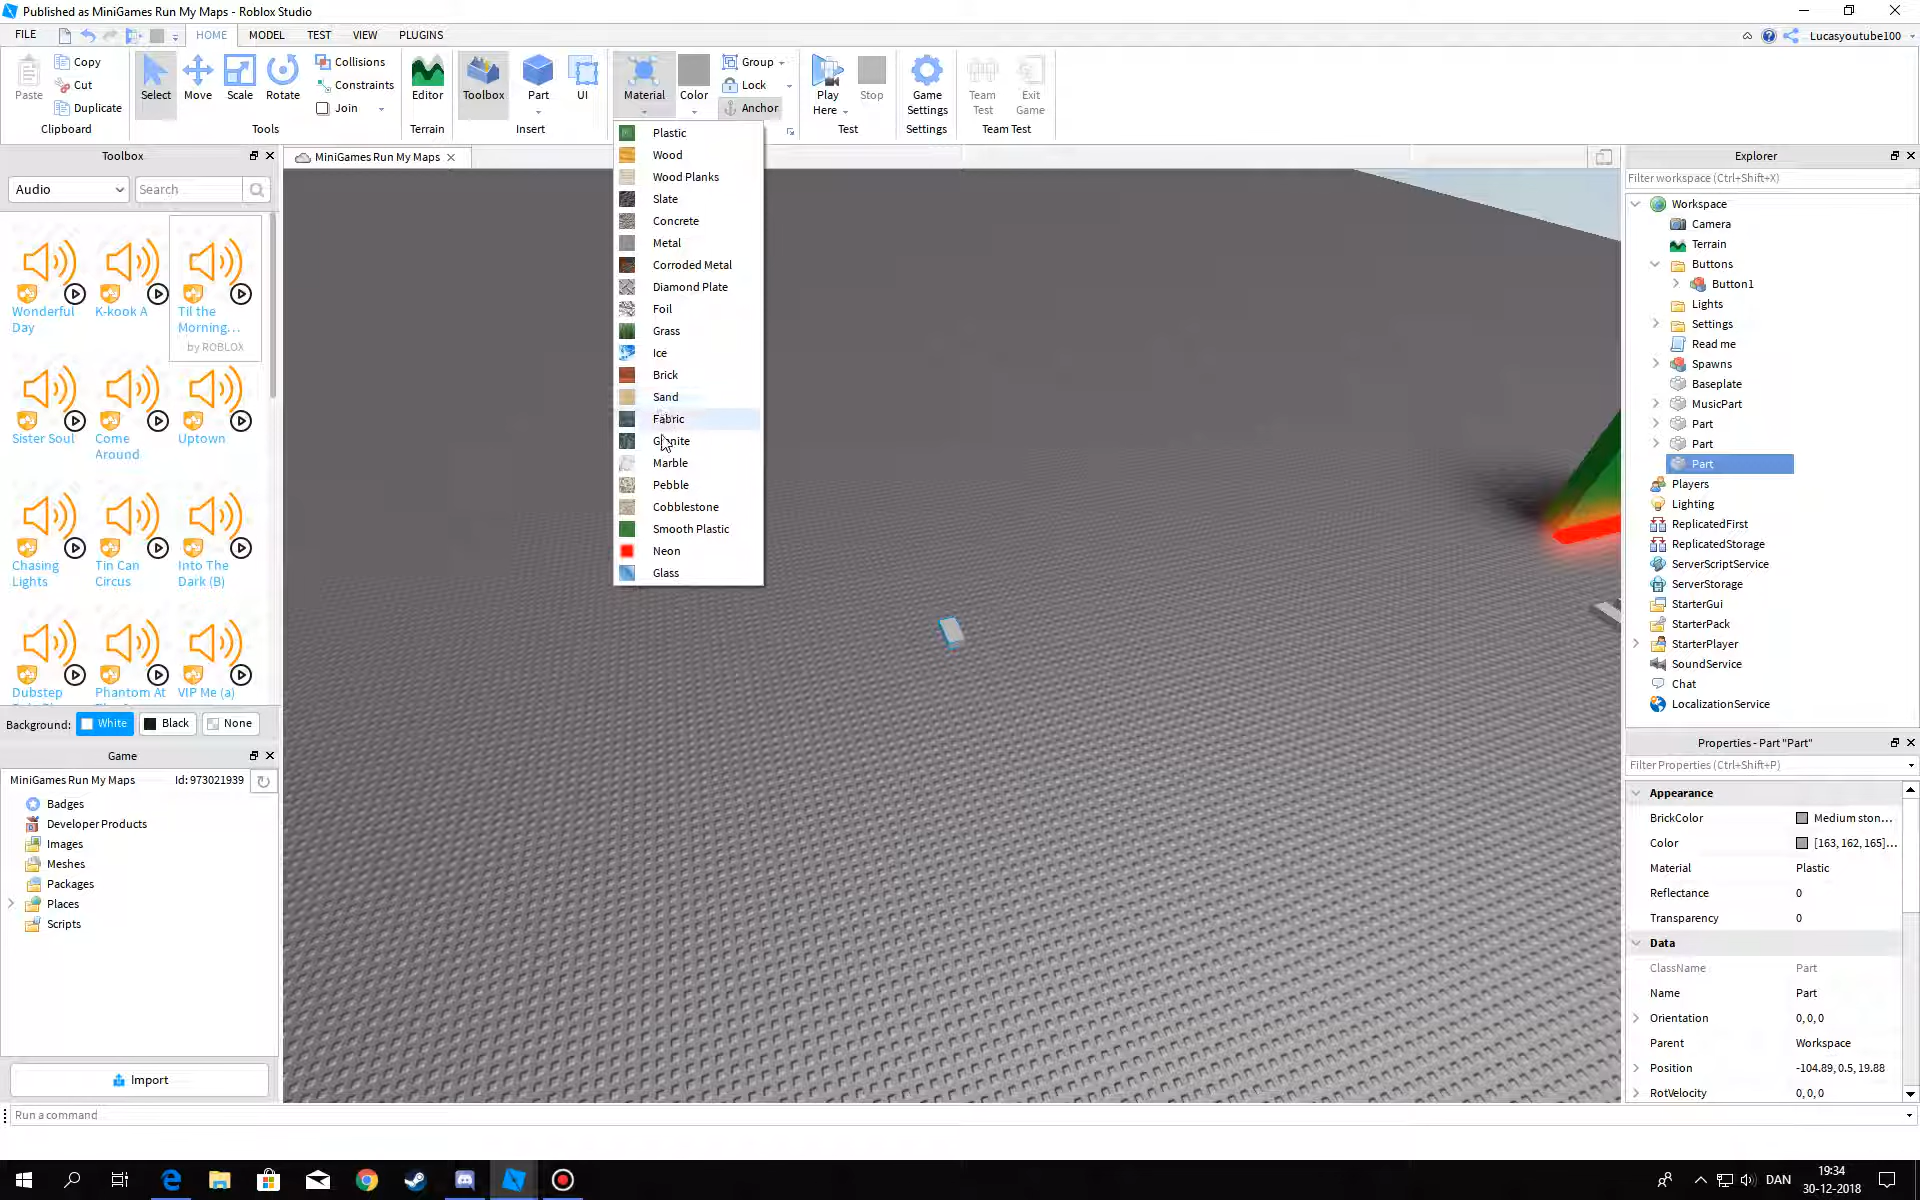 Published as MiniGames Run My Maps - Roblox Studio
FILE
HOME
MODEL
TEST
VIEW
PLUGINS
Lucasyoutube100
Paste
Copy
Cut
Duplicate
Clipboard
Select
Move
Scale
Rotate
Collisions
Constraints
Join
Tools
Editor
Terrain
Toolbox
Part
UI
Insert
Material
Color
Group
Lock
Anchor
Play
Here
Stop
Test
Game
Settings
Settings
Team
Test
Exit
Game
Team Test
Plastic
Wood
Wood Planks
Slate
Concrete
Metal
Corroded Metal
Diamond Plate
Foil
Grass
Ice
Brick
Sand
Fabric
Marble
Pebble
Cobblestone
Smooth Plastic
Neon
Glass
Toolbox
Audio
Search
Wonderful
Day
K-kook A
Til the
Morning...
by ROBLOX
Sister Soul
Come
Around
Uptown
Chasing
Lights
Tin Can
Circus
Into The
Dark (B)
Dubstep
Phantom At
VIP Me (a)
Background:
White
Black
None
Game
MiniGames Run My Maps
Id: 973021939
Badges
Developer Products
Images
Meshes
Packages
Places
Scripts
Import
Run a command
MiniGames Run My Maps
Explorer
Filter workspace (Ctrl+Shift+X)
Workspace
Camera
Terrain
Buttons
Button1
Lights
Settings
Read me
Spawns
Baseplate
MusicPart
Part
Part
Part
Players
Lighting
ReplicatedFirst
ReplicatedStorage
ServerScriptService
ServerStorage
StarterGui
StarterPack
StarterPlayer
SoundService
Chat
LocalizationService
Properties - Part "Part"
Filter Properties (Ctrl+Shift+P)
Appearance
BrickColor Medium ston...
Color [163, 162, 165]...
Material Plastic
Reflectance 0
Transparency 0
Data
ClassName Part
Name Part
Orientation 0, 0, 0
Parent Workspace
Position -104.89, 0.5, 19.88
RotVelocity 0, 0, 0
DAN
19:34
30-12-2018